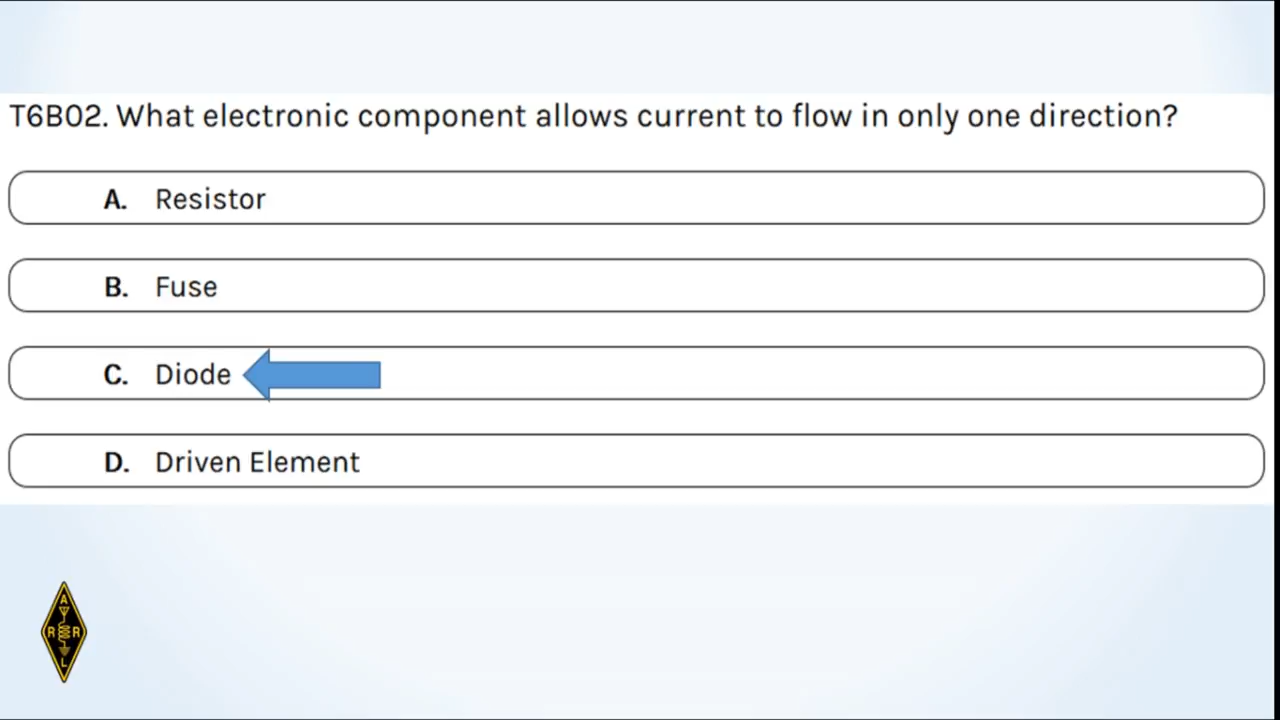 T6B02. What electronic component allows current to flow in only one direction?
A. Resistor
B. Fuse
C. Diode
D. Driven Element
A
R R
L